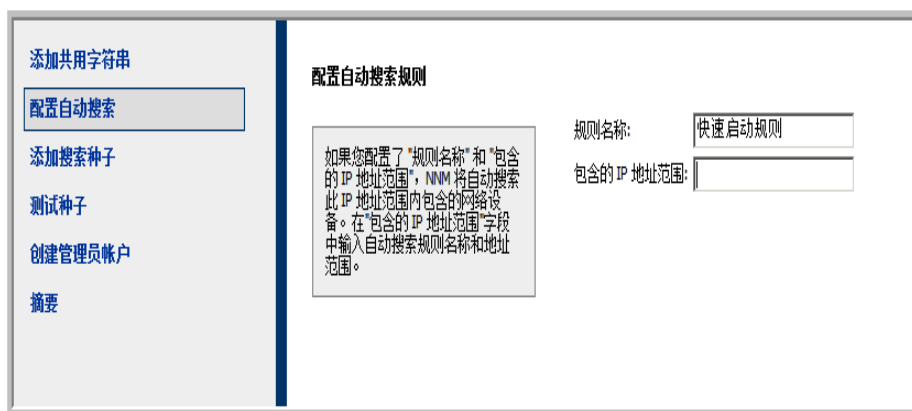 添加共用字符串
配置自动搜索
添加搜索种子
测试种子
创建管理员帐户
摘要
配置自动搜索规则
如果您配置了 "规则名称" 和 "包含
的 IP 地址范围"，NNM 将自动搜索
此 IP 地址范围内包含的网络设
备。在"包含的 IP 地址范围"字段
中输入自动搜索规则名称和地址
范围。
规则名称: 快速启动规则
包含的 IP 地址范围: